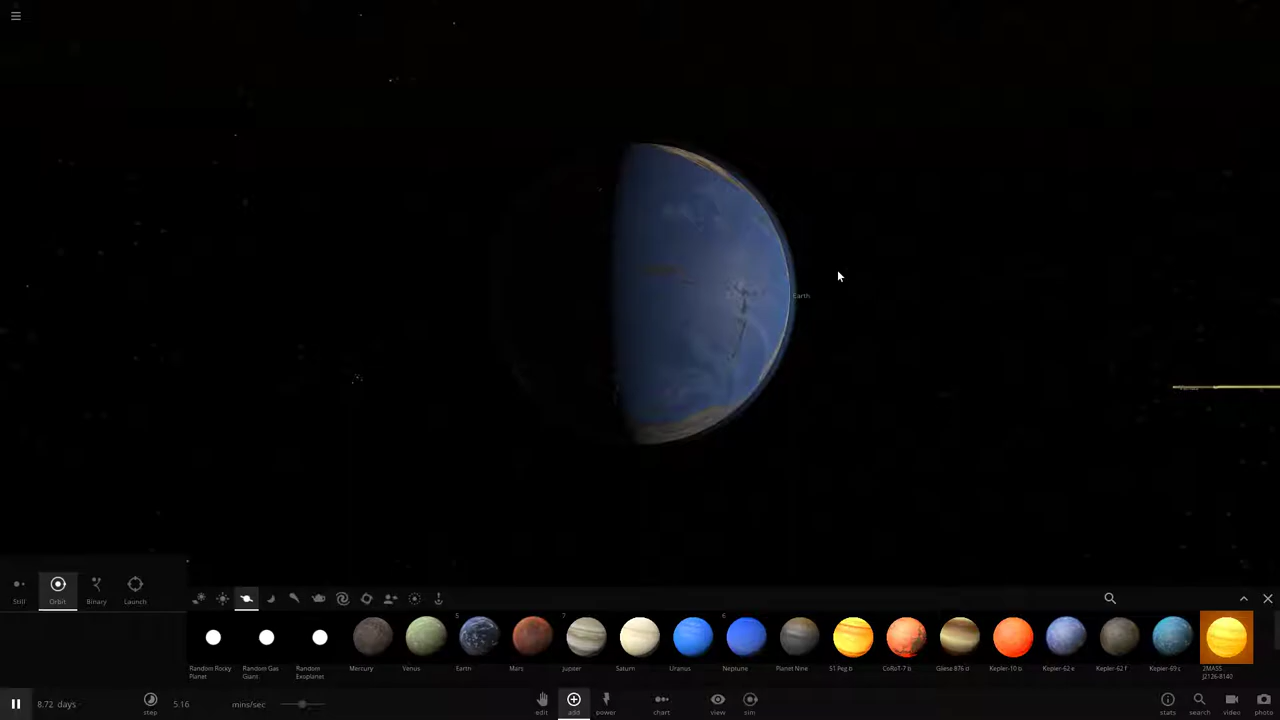 Earth
Still
Orbit
Binary
Launch
5
7
6
Random Rocky Planet
Random Gas Giant
Random Exoplanet
Mercury
Venus
Earth
Mars
Jupiter
Saturn
Uranus
Neptune
Planet Nine
51 Peg b
CoRoT-7 b
Gliese 876 b
Kepler-10 b
Kepler-62 e
Kepler-62 f
Kepler-69 c
2MASS J2126-8140
8.72 days
step
5:16
mins/sec
edit
add
power
chart
view
sim
stats
search
video
photo